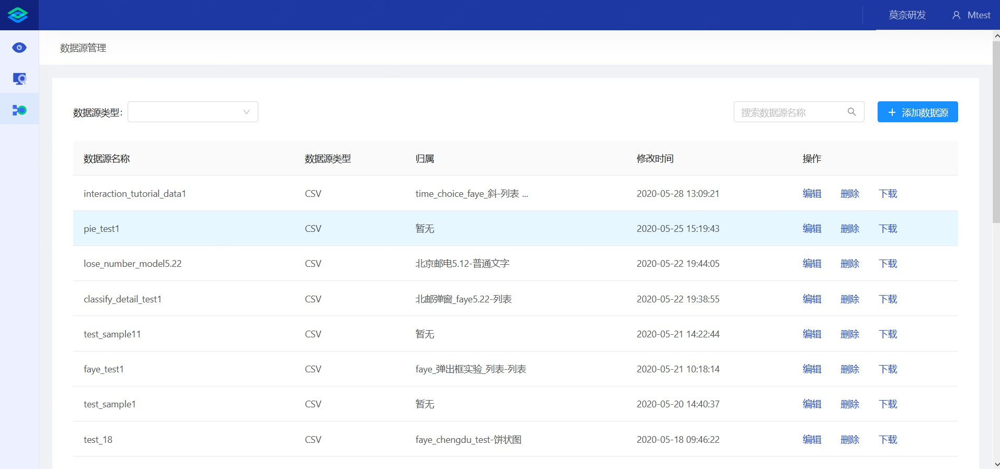 莫奈研发 Mtest
数据源管理
数据源类型: 搜索数据源名称 添加数据源
数据源名称 数据源类型 归属 修改时间 操作
interaction_tutorial_data1 CSV time_choice_faye_斜-列表 ... 2020-05-28 13:09:21 编辑 删除 下载
pie_test1 CSV 暂无 2020-05-25 15:19:43 编辑 删除 下载
lose_number_model5.22 CSV 北京邮电5.12-普通文字 2020-05-22 19:44:05 编辑 删除 下载
classify_detail_test1 CSV 北邮弹窗_faye5.22-列表 2020-05-22 19:38:55 编辑 删除 下载
test_sample11 CSV 暂无 2020-05-21 14:22:44 编辑 删除 下载
faye_test1 CSV faye_弹出框实验_列表-列表 2020-05-21 10:18:14 编辑 删除 下载
test_sample1 CSV 暂无 2020-05-20 14:40:37 编辑 删除 下载
test_18 CSV faye_chengdu_test-饼状图 2020-05-18 09:46:22 编辑 删除 下载